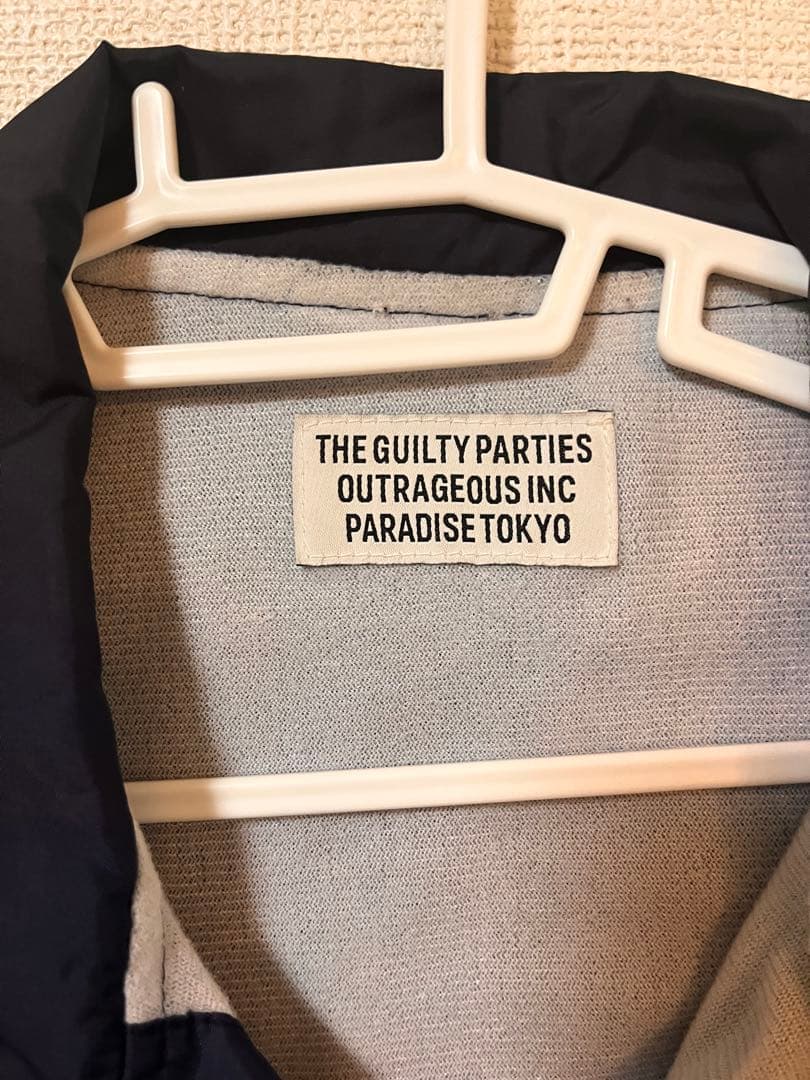 THE GUILTY PARTIES
OUTRAGEOUS INC
PARADISE TOKYO